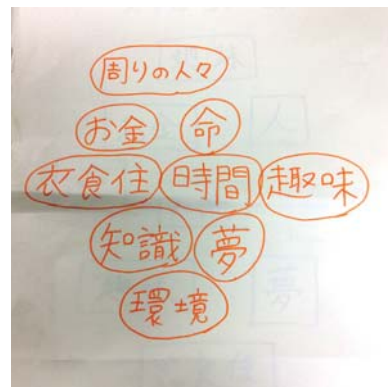 周りの人々
お金 命
衣食住 時間 趣味
知識 夢
環境